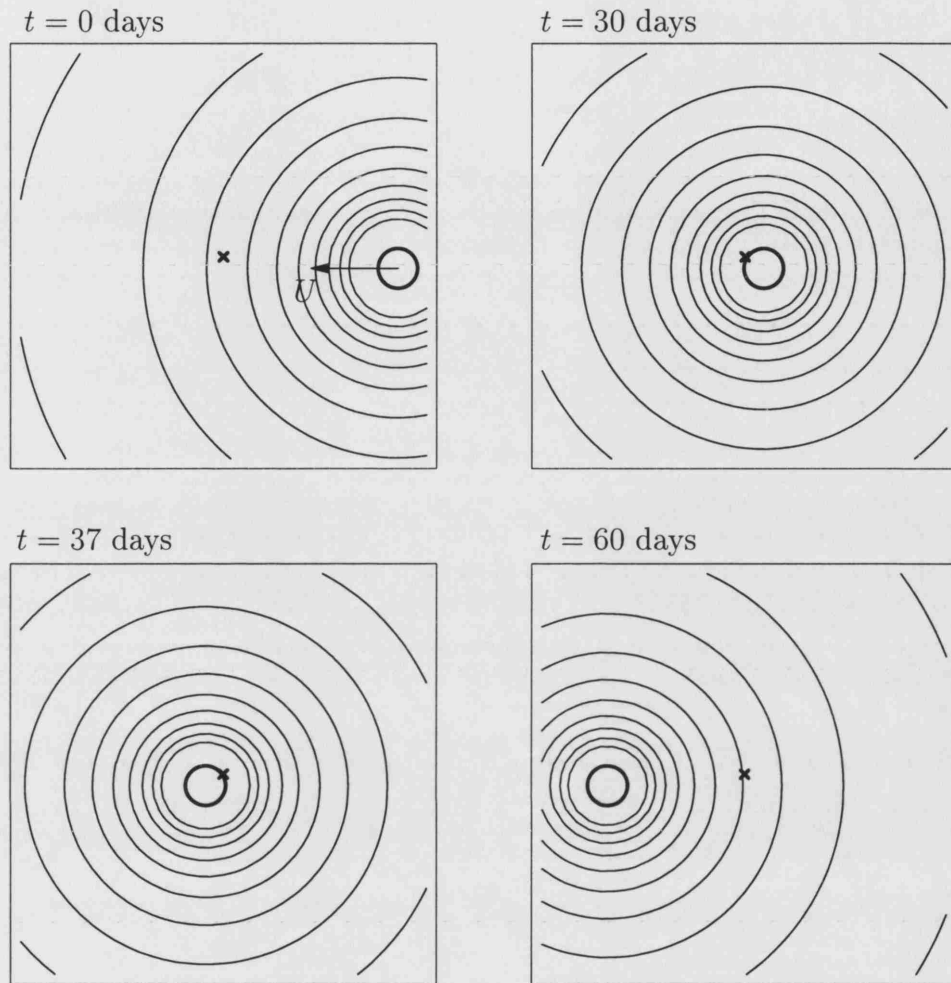 t = 0 days
t = 30 days
U
t = 37 days
t = 60 days